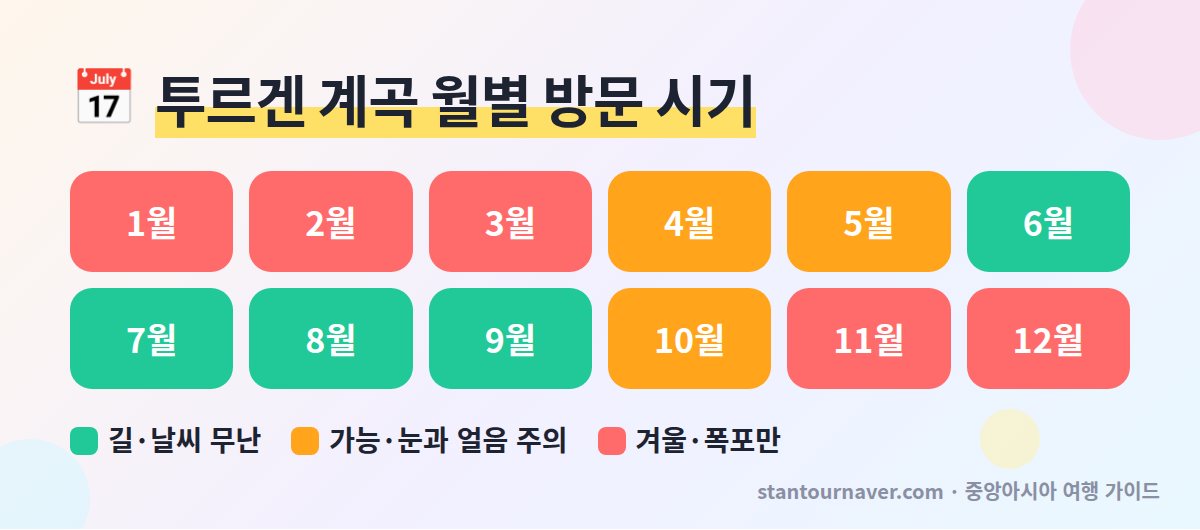 July
17
투르겐 계곡 월별 방문 시기
1월 2월 3월 4월 5월 6월
7월 8월 9월 10월 11월 12월
길·날씨 무난 가능·눈과 얼음 주의 겨울·폭포만
stantournaver.com · 중앙아시아 여행 가이드